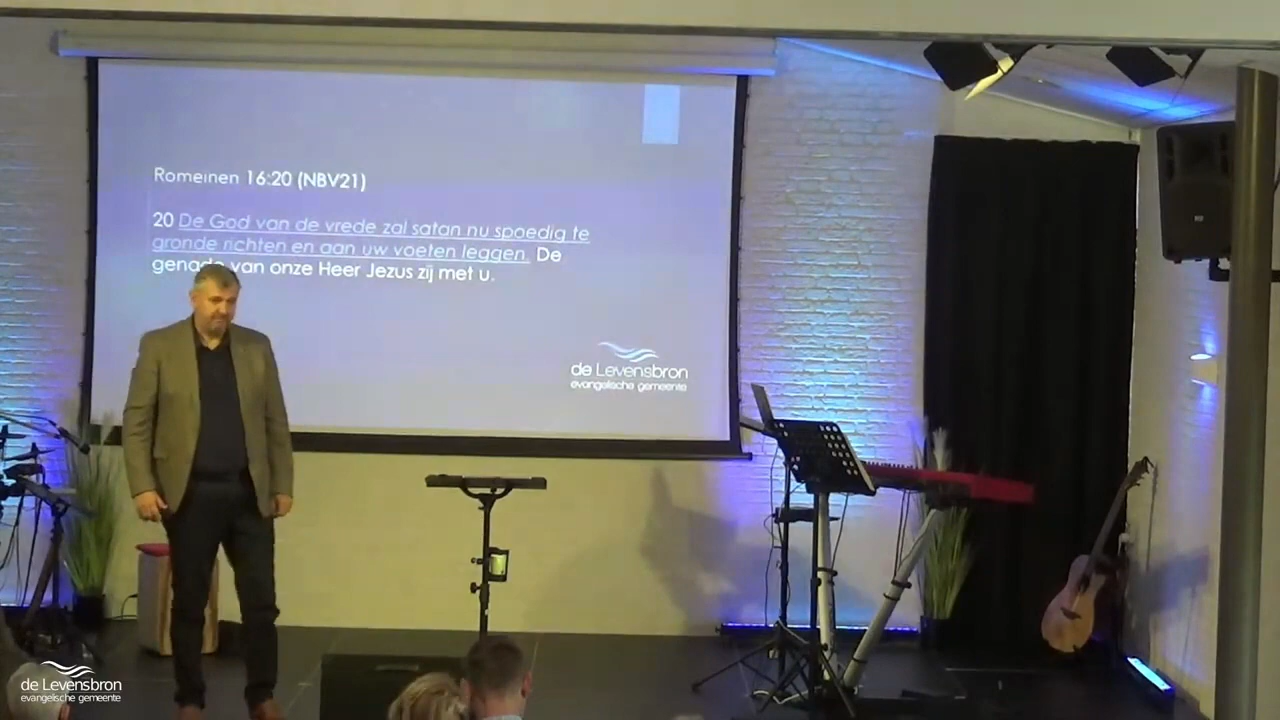 Romeinen 16:20 (NBV21)
20 De God van de vrede zal satan nu spoedig te
gronde richten en aan uw voeten leggen. De
genade van onze Heer Jezus zij met u.
de Levensbron
evangelische gemeente
de Levensbron
evangelische gemeente